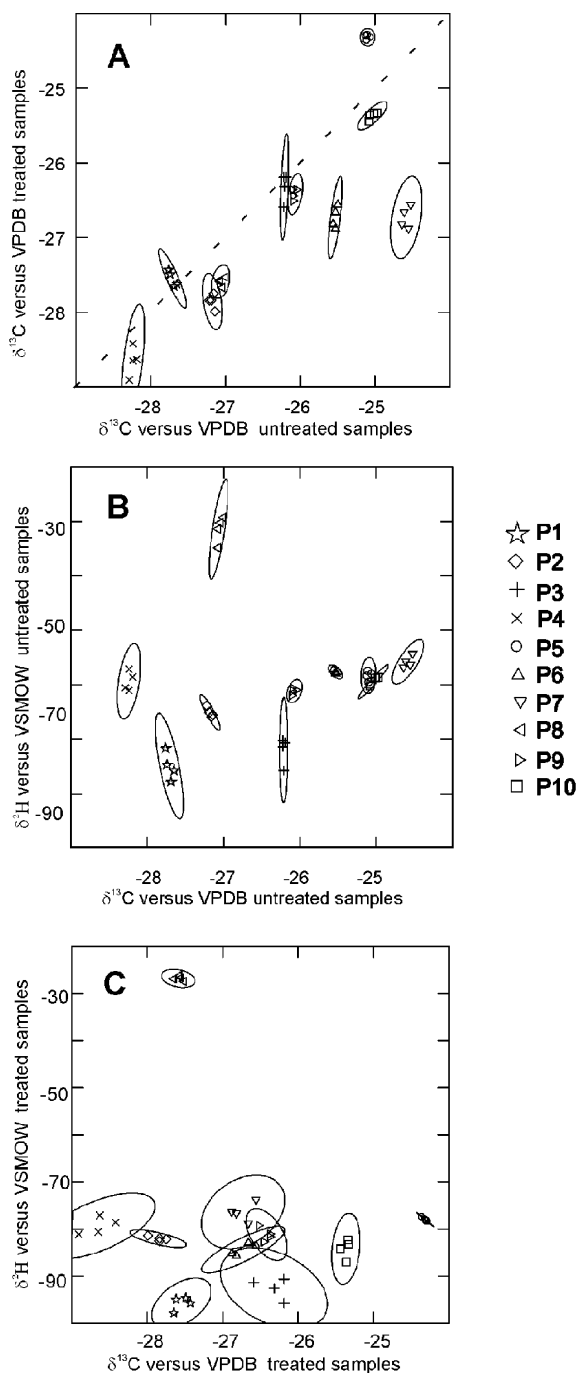 A
δ¹³C versus VPDB treated samples
-25
-26
-27
-28
-28 -27 -26 -25
δ¹³C versus VPDB untreated samples
B
δ²H versus VSMOW untreated samples
-30
-50
-70
-90
-28 -27 -26 -25
δ¹³C versus VPDB untreated samples
P1
P2
P3
P4
P5
P6
P7
P8
P9
P10
C
δ²H versus VSMOW treated samples
-30
-50
-70
-90
-28 -27 -26 -25
δ¹³C versus VPDB treated samples